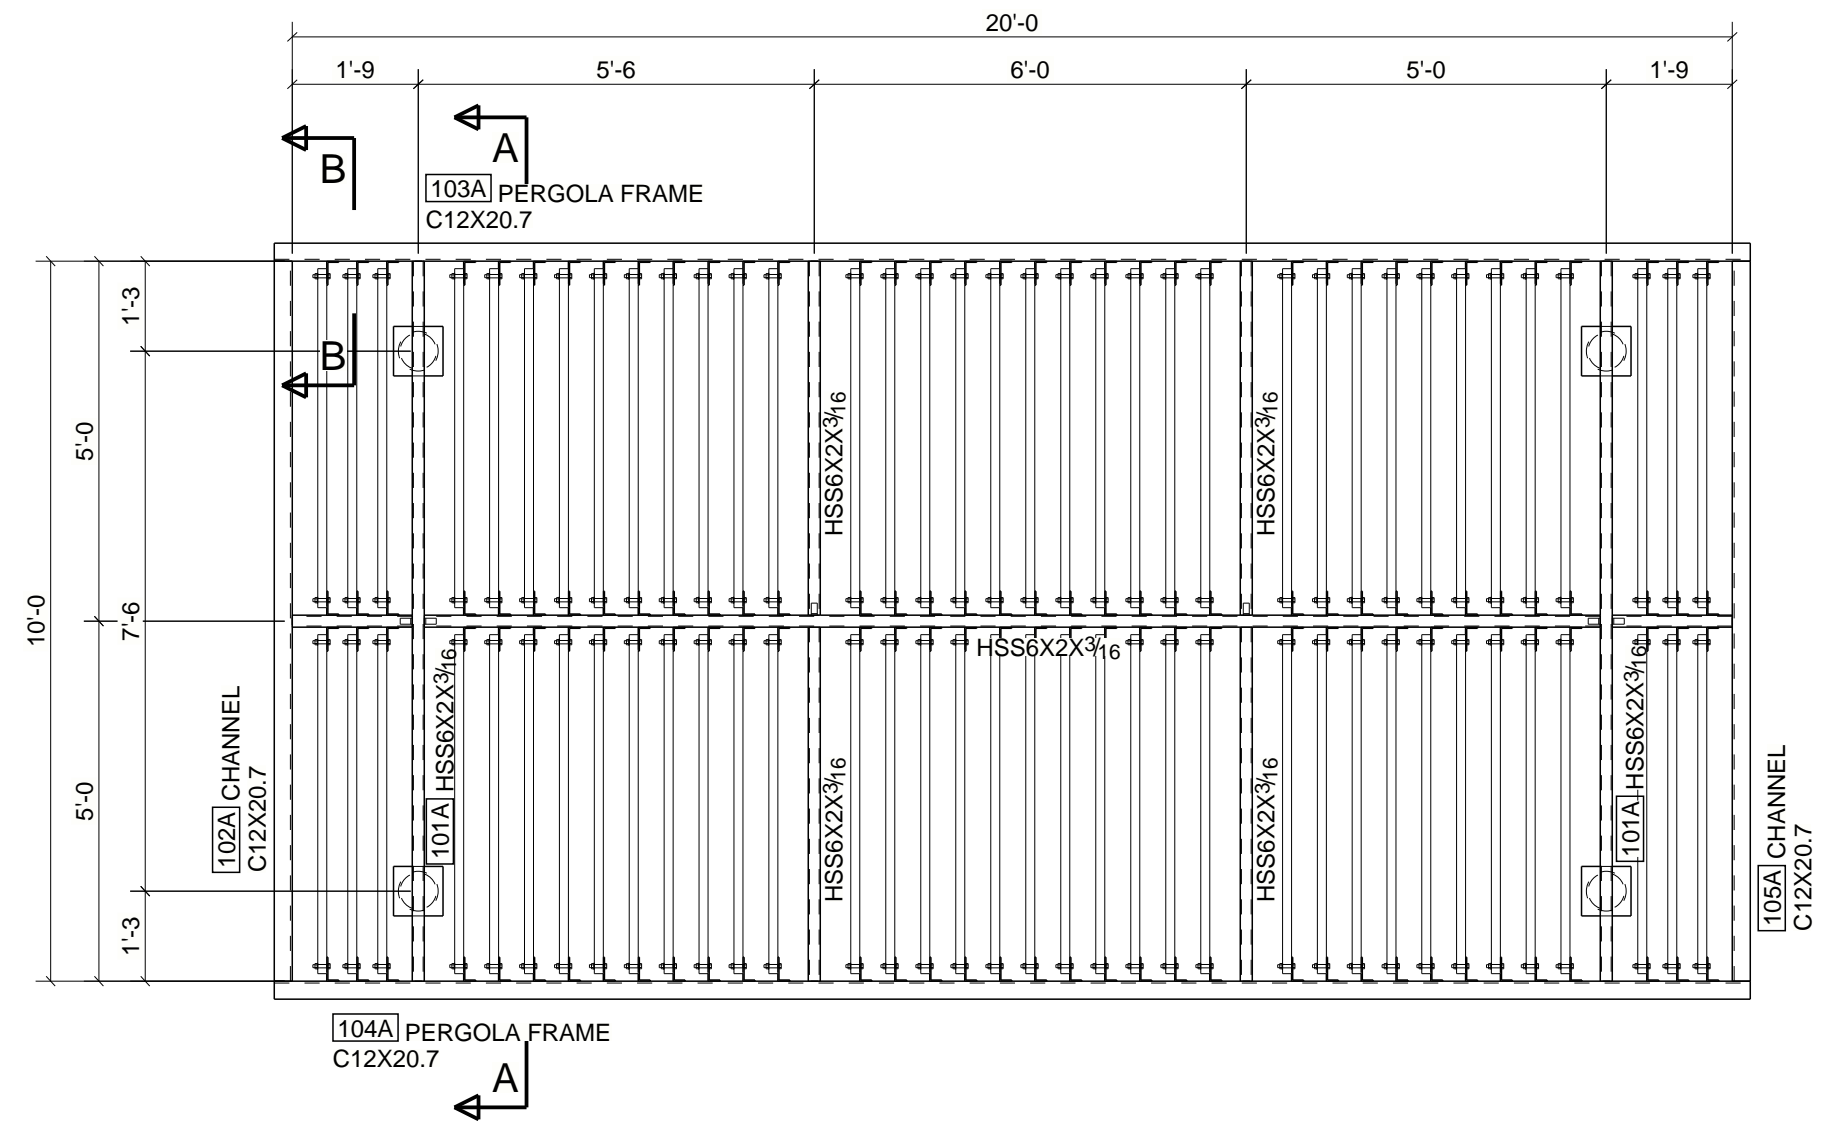 20'-0
1'-9
5'-6
6'-0
5'-0
1'-9
B
A
103A PERGOLA FRAME
C12X20.7
1'-3
B
5'-0
10'-0
7'-6
5'-0
1'-3
HSS6X2X3/16
HSS6X2X3/16
HSS6X2X3/16
102A CHANNEL
C12X20.7
101A HSS6X2X3/16
HSS6X2X3/16
HSS6X2X3/16
101A HSS6X2X3/16
105A CHANNEL
C12X20.7
104A PERGOLA FRAME
C12X20.7
A